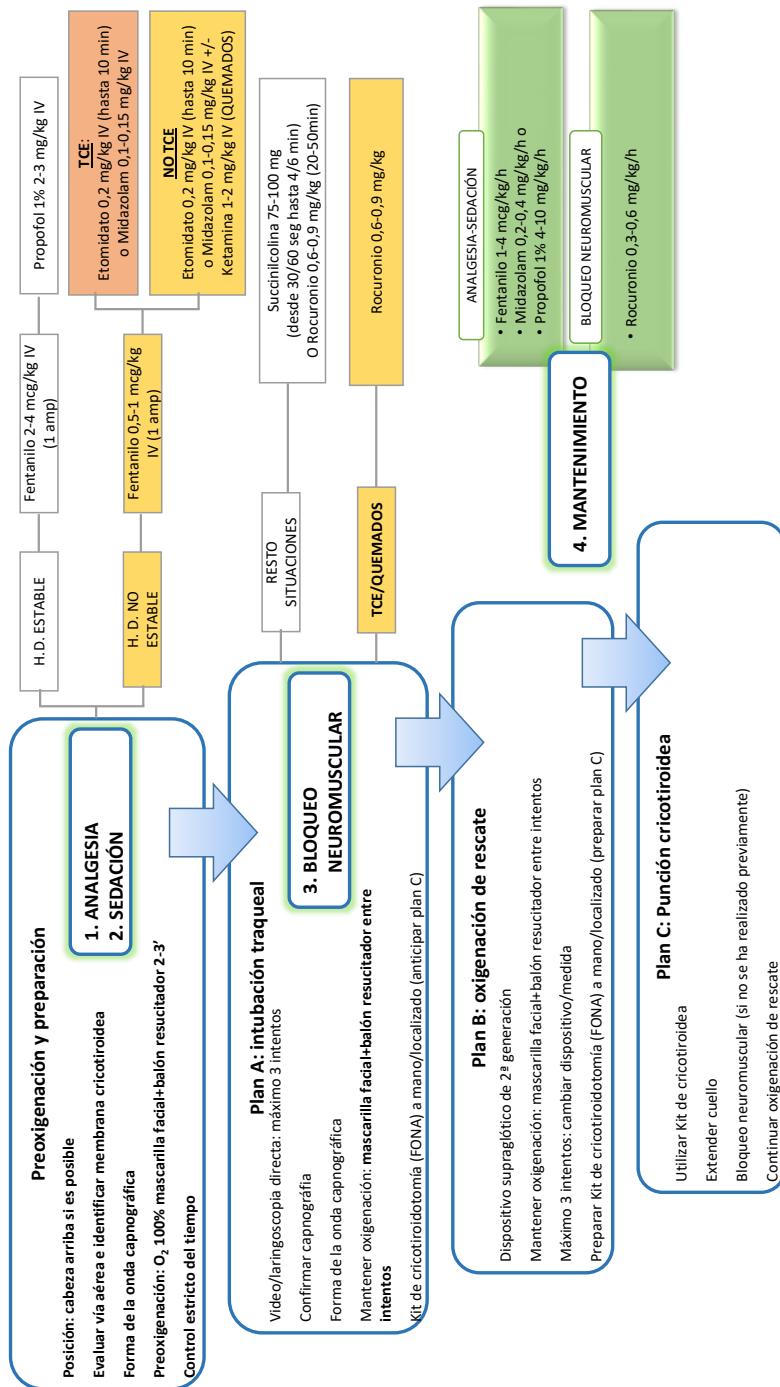 Preoxigenación y preparación
Posición: cabeza arriba si es posible
Evaluar vía aérea e identificar membrana cricotiroidea
Forma de la onda capnográfica
Preoxigenación: O₂ 100% mascarilla facial+balón resucitador 2-3’
Control estricto del tiempo
1. ANALGESIA
2. SEDACIÓN
H.D. ESTABLE
Fentanilo 2-4 mcg/kg IV
(1 amp)
Propofol 1% 2-3 mg/kg IV
H. D. NO
ESTABLE
Fentanilo 0,5-1 mcg/kg
IV (1 amp)
TCE:
Etomidato 0,2 mg/kg IV (hasta 10 min)
o Midazolam 0,1-0,15 mg/kg IV
NO TCE
Etomidato 0,2 mg/kg IV (hasta 10 min)
o Midazolam 0,1-0,15 mg/kg IV +/-
Ketamina 1-2 mg/kg IV (QUEMADOS)
Plan A: intubación traqueal
Video/laringoscopia directa: máximo 3 intentos
Confirmar capnográfia
Forma de la onda capnográfica
Mantener oxigenación: mascarilla facial+balón resucitador entre
intentos
Kit de cricotiroidotomía (FONA) a mano/localizado (anticipar plan C)
3. BLOQUEO
NEUROMUSCULAR
RESTO
SITUACIONES
Succinilcolina 75-100 mg
(desde 30/60 seg hasta 4/6 min)
O Rocuronio 0,6-0,9 mg/kg (20-50min)
TCE/QUEMADOS
Rocuronio 0,6-0,9 mg/kg
Plan B: oxigenación de rescate
Dispositivo supraglótico de 2ª generación
Mantener oxigenación: mascarilla facial+balón resucitador entre intentos
Máximo 3 intentos: cambiar dispositivo/medida
Preparar Kit de cricotiroidotomía (FONA) a mano/localizado (preparar plan C)
Plan C: Punción cricotiroidea
Utilizar Kit de cricotiroidea
Extender cuello
Bloqueo neuromuscular (si no se ha realizado previamente)
Continuar oxigenación de rescate
4. MANTENIMIENTO
ANALGESIA-SEDACIÓN
• Fentanilo 1-4 mcg/kg/h
• Midazolam 0,2-0,4 mg/kg/h o
• Propofol 1% 4-10 mg/kg/h
BLOQUEO NEUROMUSCULAR
• Rocuronio 0,3-0,6 mg/kg/h